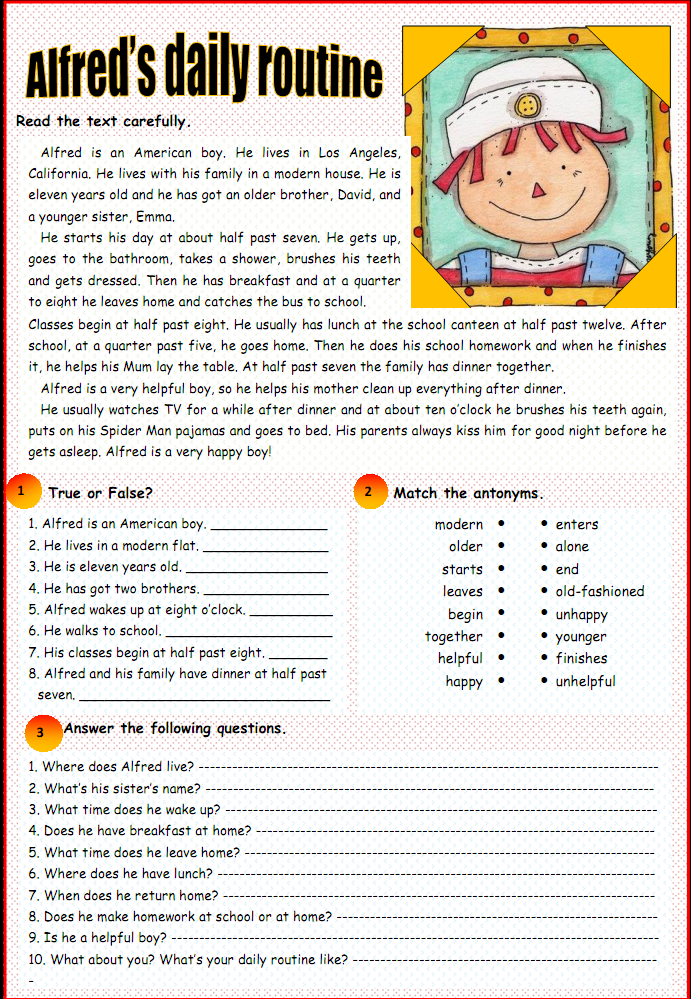 Alfred's daily routine
Read the text carefully.
Alfred is an American boy. He lives in Los Angeles,
California. He lives with his family in a modern house. He is
eleven years old and he has got an older brother, David, and
a younger sister, Emma.
He starts his day at about half past seven. He gets up,
goes to the bathroom, takes a shower, brushes his teeth
and gets dressed. Then he has breakfast and at a quarter
to eight he leaves home and catches the bus to school.
Classes begin at half past eight. He usually has lunch at the school canteen at half past twelve. After
school, at a quarter past five, he goes home. Then he does his school homework and when he finishes
it, he helps his Mum lay the table. At half past seven the family has dinner together.
Alfred is a very helpful boy, so he helps his mother clean up everything after dinner.
He usually watches TV for a while after dinner and at about ten o'clock he brushes his teeth again,
puts on his Spider Man pajamas and goes to bed. His parents always kiss him for good night before he
gets asleep. Alfred is a very happy boy!
1 True or False?
1. Alfred is an American boy. _______________
2. He lives in a modern flat. ________________
3. He is eleven years old. __________________
4. He has got two brothers. ________________
5. Alfred wakes up at eight o'clock. ___________
6. He walks to school. _____________________
7. His classes begin at half past eight. _______
8. Alfred and his family have dinner at half past
seven. ________________________________
2 Match the antonyms.
modern • • enters
older • • alone
starts • • end
leaves • • old-fashioned
begin • • unhappy
together • • younger
helpful • • finishes
happy • • unhelpful
3 Answer the following questions.
1. Where does Alfred live? ----------------------------------------
2. What's his sister's name? ----------------------------------------
3. What time does he wake up? ----------------------------------------
4. Does he have breakfast at home? ----------------------------------------
5. What time does he leave home? ----------------------------------------
6. Where does he have lunch? ----------------------------------------
7. When does he return home? ----------------------------------------
8. Does he make homework at school or at home? ----------------------------------------
9. Is he a helpful boy? ----------------------------------------
10. What about you? What's your daily routine like? ----------------------------------------
-